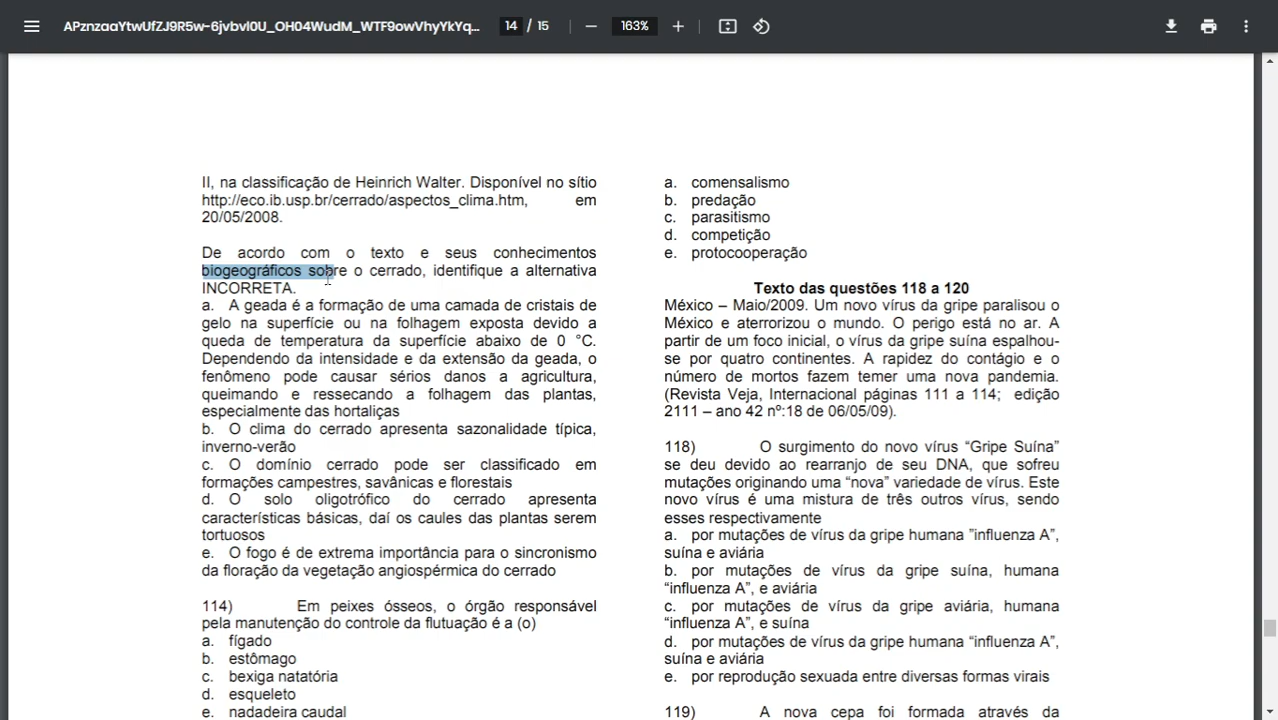 APznzaaYtwUfZJ9R5w-6jvbvl0U_OH04WudM_WTF9owVhyYkYq... 14 / 15 163%
II, na classificação de Heinrich Walter. Disponível no sítio
http://eco.ib.usp.br/cerrado/aspectos_clima.htm, em
20/05/2008.
De acordo com o texto e seus conhecimentos
biogeográficos sobre o cerrado, identifique a alternativa
INCORRETA.
a. A geada é a formação de uma camada de cristais de
gelo na superfície ou na folhagem exposta devido a
queda de temperatura da superfície abaixo de 0 °C.
Dependendo da intensidade e da extensão da geada, o
fenômeno pode causar sérios danos a agricultura,
queimando e ressecando a folhagem das plantas,
especialmente das hortaliças
b. O clima do cerrado apresenta sazonalidade típica,
inverno-verão
c. O domínio cerrado pode ser classificado em
formações campestres, savânicas e florestais
d. O solo oligotrófico do cerrado apresenta
características básicas, daí os caules das plantas serem
tortuosos
e. O fogo é de extrema importância para o sincronismo
da floração da vegetação angiospérmica do cerrado
114) Em peixes ósseos, o órgão responsável
pela manutenção do controle da flutuação é a (o)
a. fígado
b. estômago
c. bexiga natatória
d. esqueleto
e. nadadeira caudal
a. comensalismo
b. predação
c. parasitismo
d. competição
e. protocooperação
Texto das questões 118 a 120
México – Maio/2009. Um novo vírus da gripe paralisou o
México e aterrorizou o mundo. O perigo está no ar. A
partir de um foco inicial, o vírus da gripe suína espalhou-
se por quatro continentes. A rapidez do contágio e o
número de mortos fazem temer uma nova pandemia.
(Revista Veja, Internacional páginas 111 a 114; edição
2111 – ano 42 nº:18 de 06/05/09).
118) O surgimento do novo vírus “Gripe Suína”
se deu devido ao rearranjo de seu DNA, que sofreu
mutações originando uma “nova” variedade de vírus. Este
novo vírus é uma mistura de três outros vírus, sendo
esses respectivamente
a. por mutações de vírus da gripe humana ”influenza A”,
suína e aviária
b. por mutações de vírus da gripe suína, humana
“influenza A”, e aviária
c. por mutações de vírus da gripe aviária, humana
“influenza A”, e suína
d. por mutações de vírus da gripe humana “influenza A”,
suína e aviária
e. por reprodução sexuada entre diversas formas virais
119) A nova cepa foi formada através da